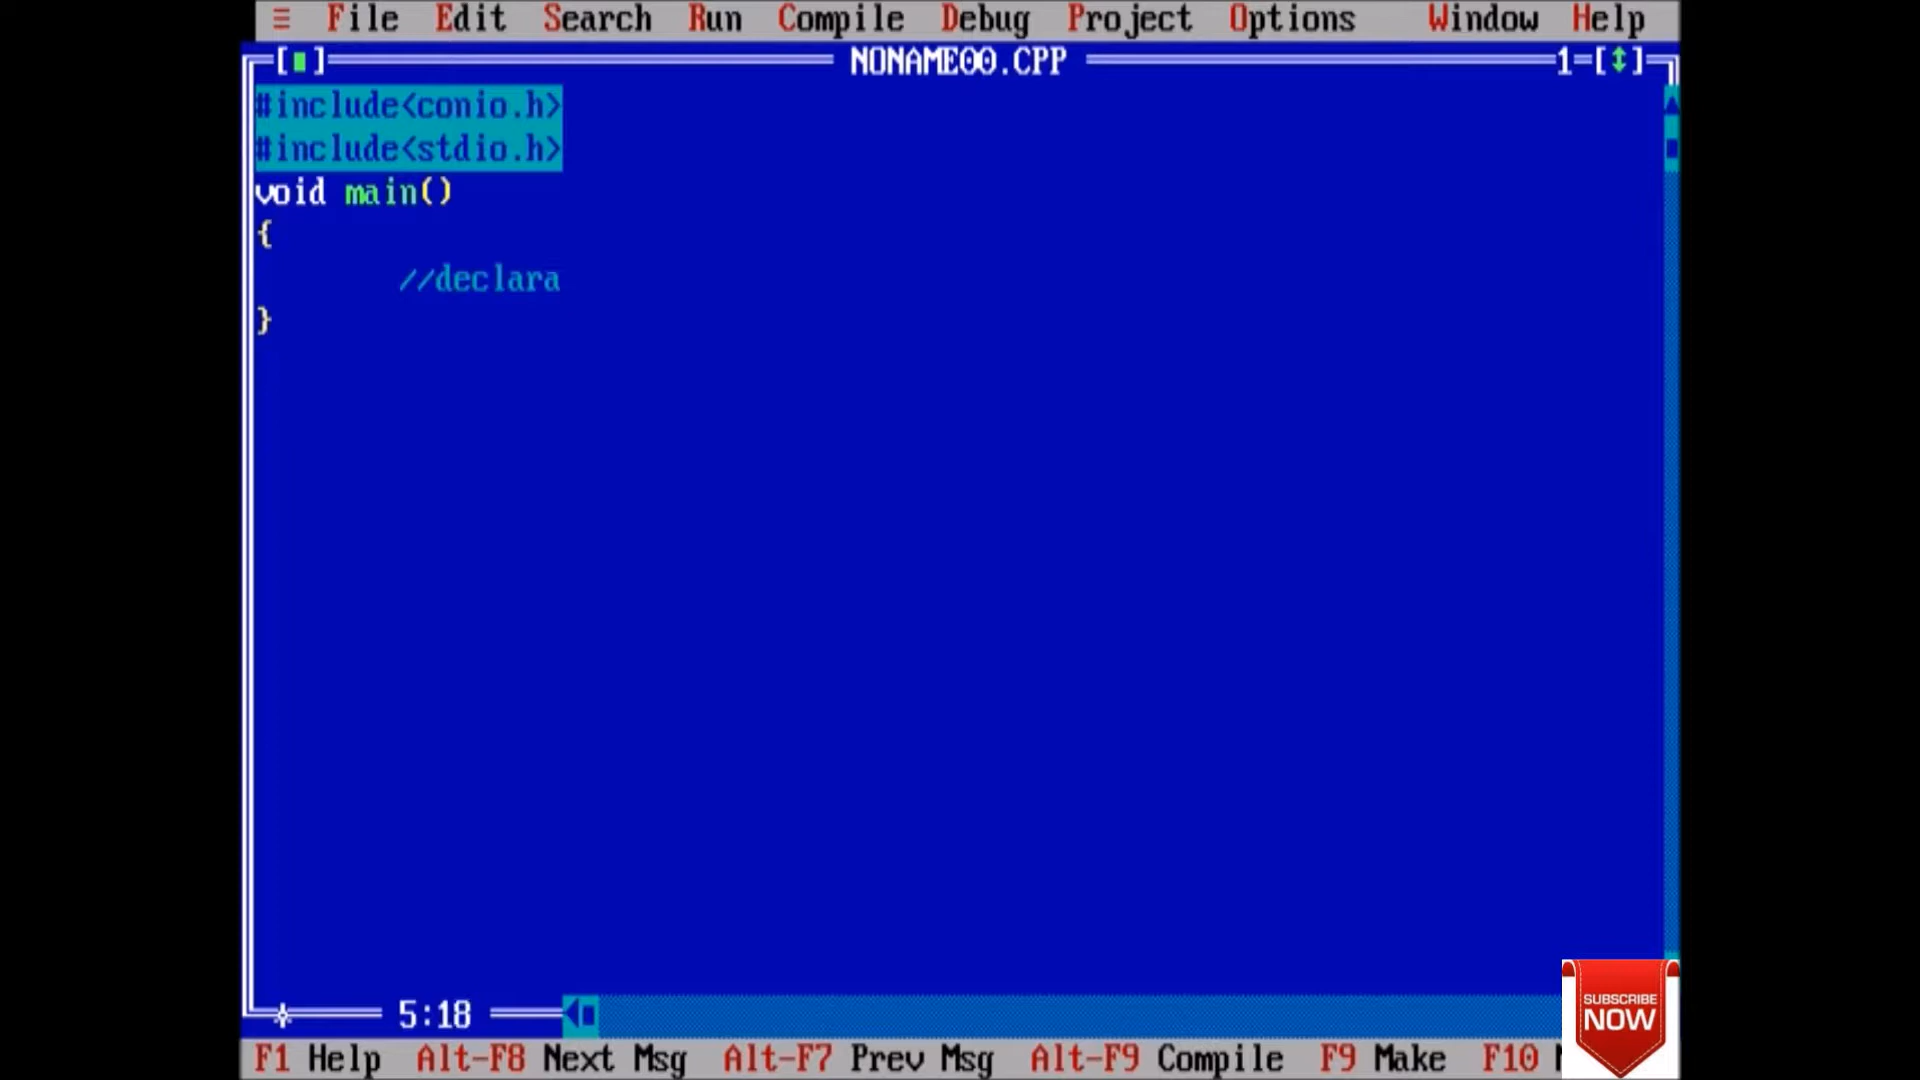 ≡ File Edit Search Run Compile Debug Project Options Window Help
[■] NONAME00.CPP 1=[↕]
#include<conio.h>
#include<stdio.h>
void main()
{
//declara
}
5:18
F1 Help Alt-F8 Next Msg Alt-F7 Prev Msg Alt-F9 Compile F9 Make F10
SUBSCRIBE
NOW